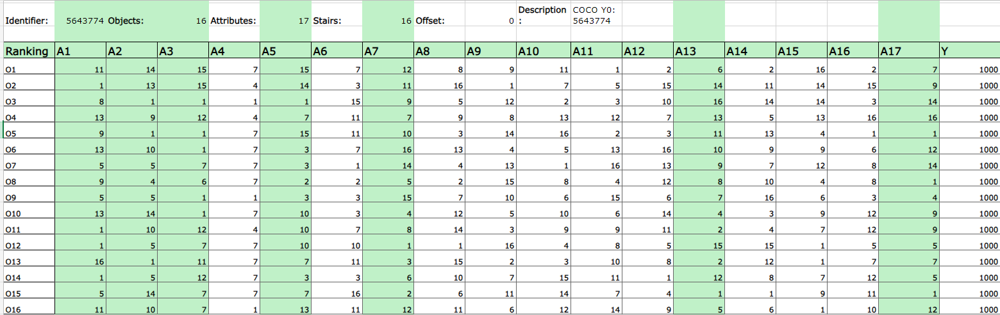 Description COCO Y0:
Identifier: 5643774 Objects: 16 Attributes: 17 Stairs: 16 Offset: 0 : 5643774
Ranking A1 A2 A3 A4 A5 A6 A7 A8 A9 A10 A11 A12 A13 A14 A15 A16 A17 Y
O1 11 14 15 7 15 7 12 8 9 11 1 2 6 2 16 2 7 1000
O2 1 13 15 4 14 3 11 16 1 7 5 15 14 11 14 15 9 1000
O3 8 1 1 1 1 15 9 5 12 2 3 10 16 14 14 3 14 1000
O4 13 9 12 4 7 11 7 9 8 13 12 7 13 5 13 16 16 1000
O5 9 1 1 7 15 11 10 3 14 16 2 3 11 13 4 1 1 1000
O6 13 10 1 7 3 7 16 13 4 5 13 16 10 9 9 6 12 1000
O7 5 5 7 7 3 1 14 4 13 1 16 13 9 7 12 8 14 1000
O8 9 4 6 7 2 2 5 2 15 8 4 12 8 10 4 8 1 1000
O9 5 5 1 1 3 3 15 7 10 6 15 6 7 16 6 3 4 1000
O10 13 14 1 7 10 3 4 12 5 10 6 14 4 3 9 12 9 1000
O11 1 10 12 4 10 7 8 14 3 9 9 11 2 4 7 12 9 1000
O12 1 5 7 7 10 10 1 1 16 4 8 5 15 15 1 5 5 1000
O13 16 1 11 7 7 11 3 15 2 3 10 8 2 12 1 7 7 1000
O14 1 5 12 7 3 3 6 10 7 15 11 1 12 8 7 12 5 1000
O15 5 14 7 7 7 16 2 6 11 14 7 4 1 1 9 11 1 1000
O16 11 10 7 1 13 11 12 11 6 12 14 9 5 6 1 10 12 1000